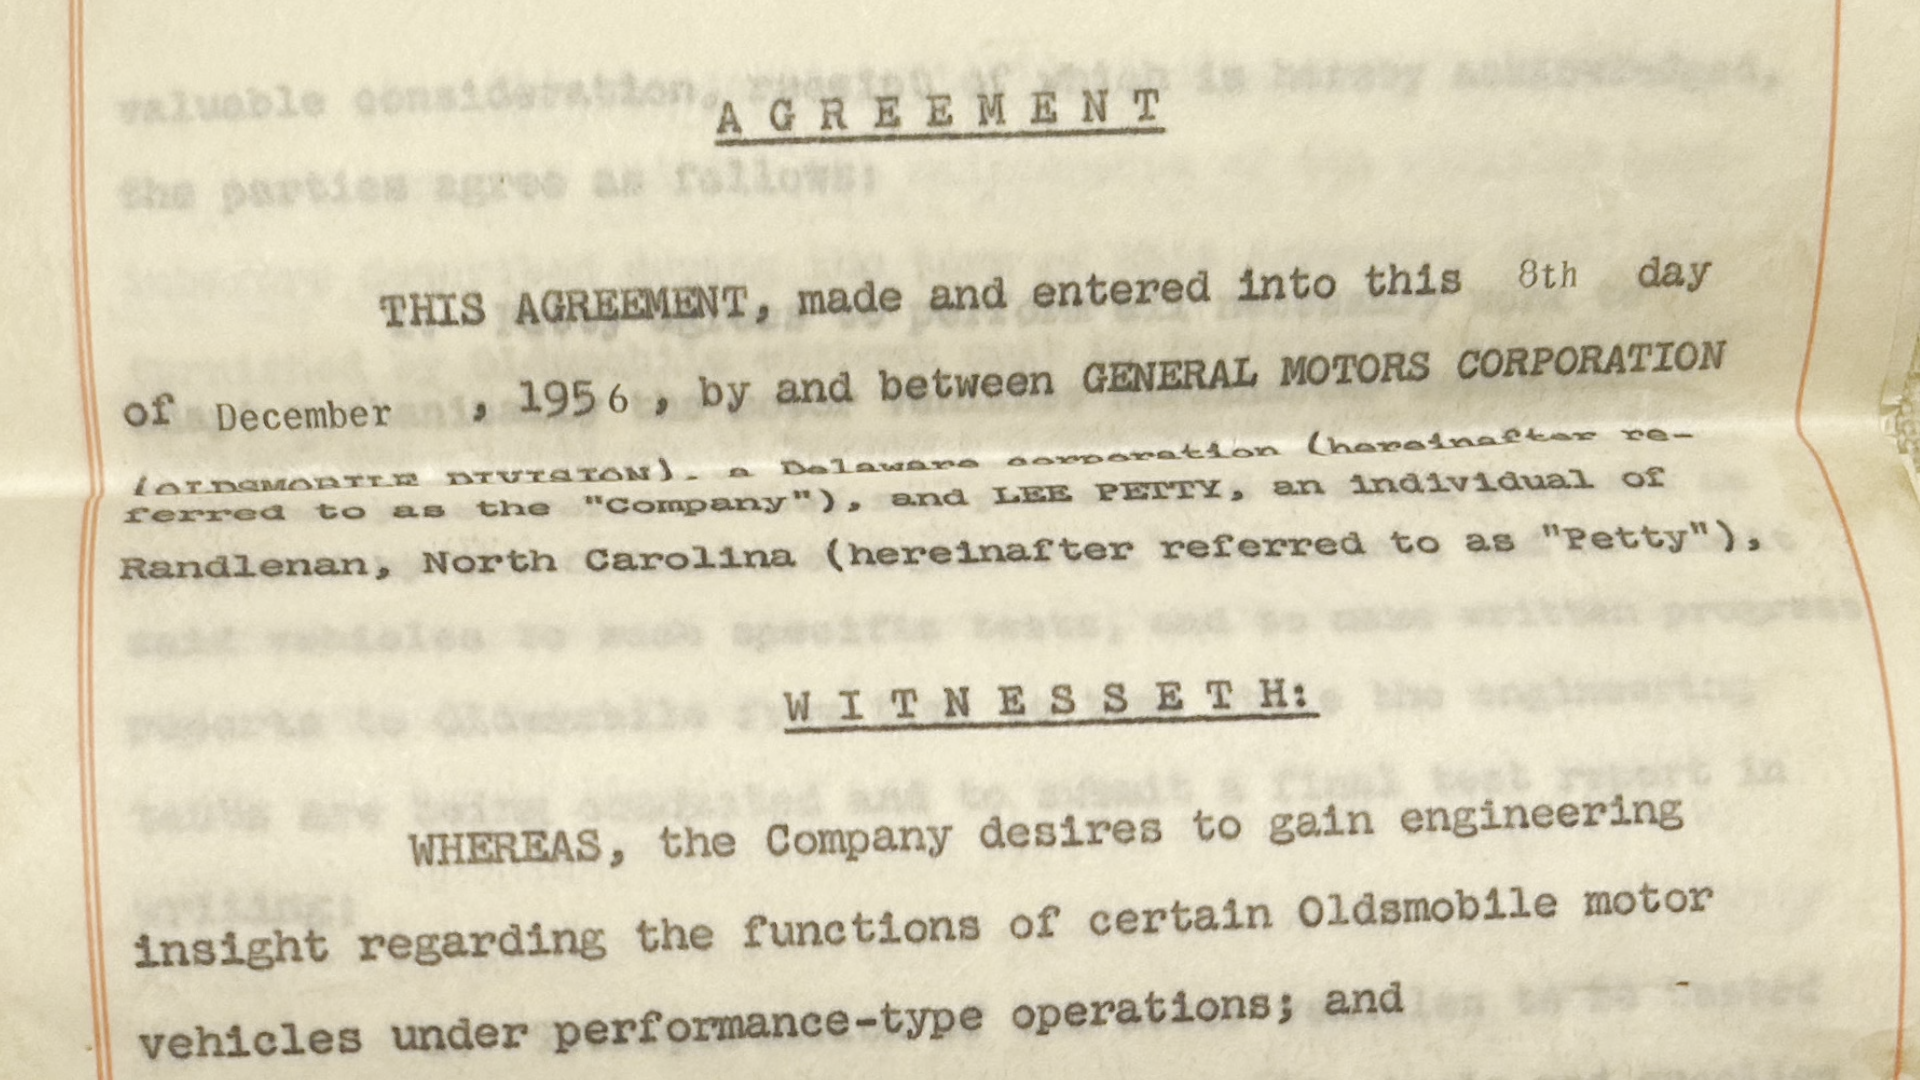 AGREEMENT
THIS AGREEMENT, made and entered into this 8th day
of December , 1956, by and between GENERAL MOTORS CORPORATION
(OLDSMOBILE DIVISION), a Delaware corporation (hereinafter re-
ferred to as the "Company"), and LEE PETTY, an individual of
Randlenan, North Carolina (hereinafter referred to as "Petty"),
WITNESSETH:
WHEREAS, the Company desires to gain engineering
insight regarding the functions of certain Oldsmobile motor
vehicles under performance-type operations; and